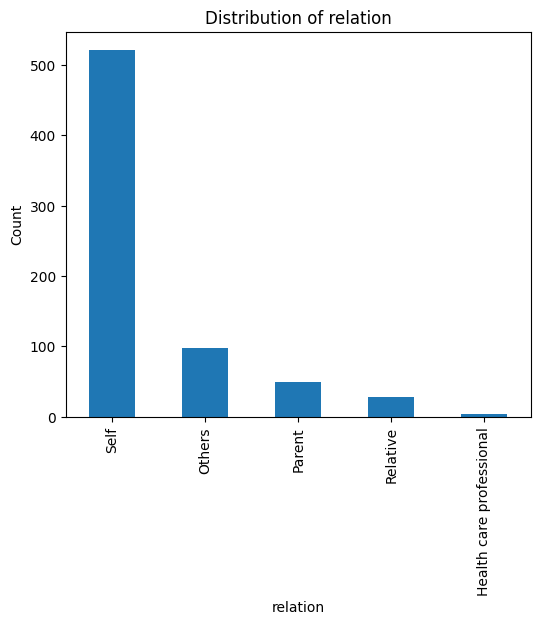 Distribution of relation
Count
500
400
300
200
100
0
Self
Others
Parent
Relative
Health care professional
relation